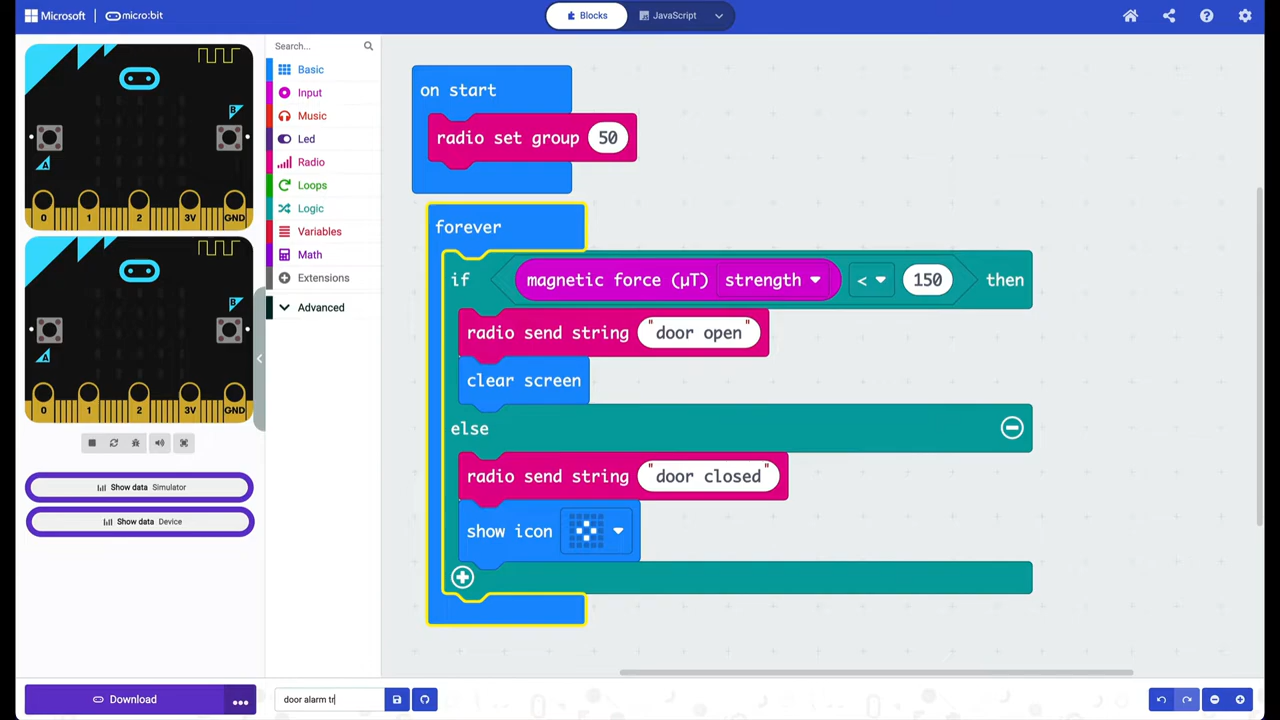 Microsoft | micro:bit
Blocks
JavaScript
B
A
0 1 2 3V GND
B
A
0 1 2 3V GND
Show data Simulator
Show data Device
Search...
Basic
Input
Music
Led
Radio
Loops
Logic
Variables
Math
Extensions
Advanced
on start
radio set group 50
forever
if magnetic force (µT) strength < 150 then
radio send string "door open"
clear screen
else
radio send string "door closed"
show icon
Download
door alarm tr